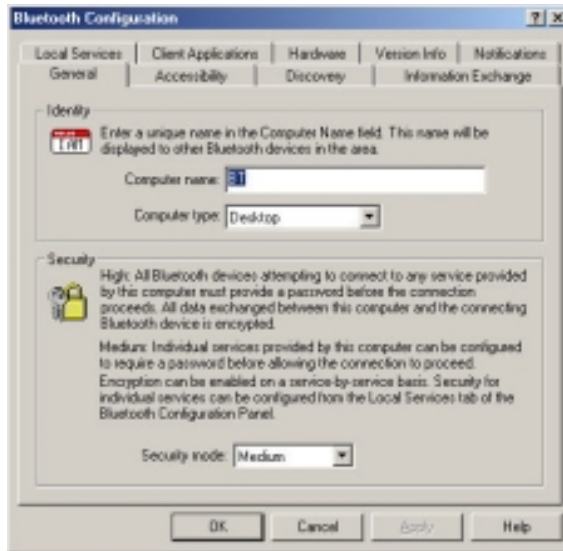 Bluetooth Configuration
Local Services Client Applications Hardware Version Info Notifications
General Accessibility Discovery Information Exchange
Identity
Enter a unique name in the Computer Name field. This name will be
displayed to other Bluetooth devices in the area.
Computer name: BT
Computer type: Desktop
Security
High: All Bluetooth devices attempting to connect to any service provided
by this computer must provide a password before the connection
proceeds. All data exchanged between this computer and the connecting
Bluetooth device is encrypted.
Medium: Individual services provided by this computer can be configured
to require a password before allowing the connection to proceed.
Encryption can be enabled on a service-by-service basis. Security for
individual services can be configured from the Local Services tab of the
Bluetooth Configuration Panel.
Security mode: Medium
OK Cancel Apply Help